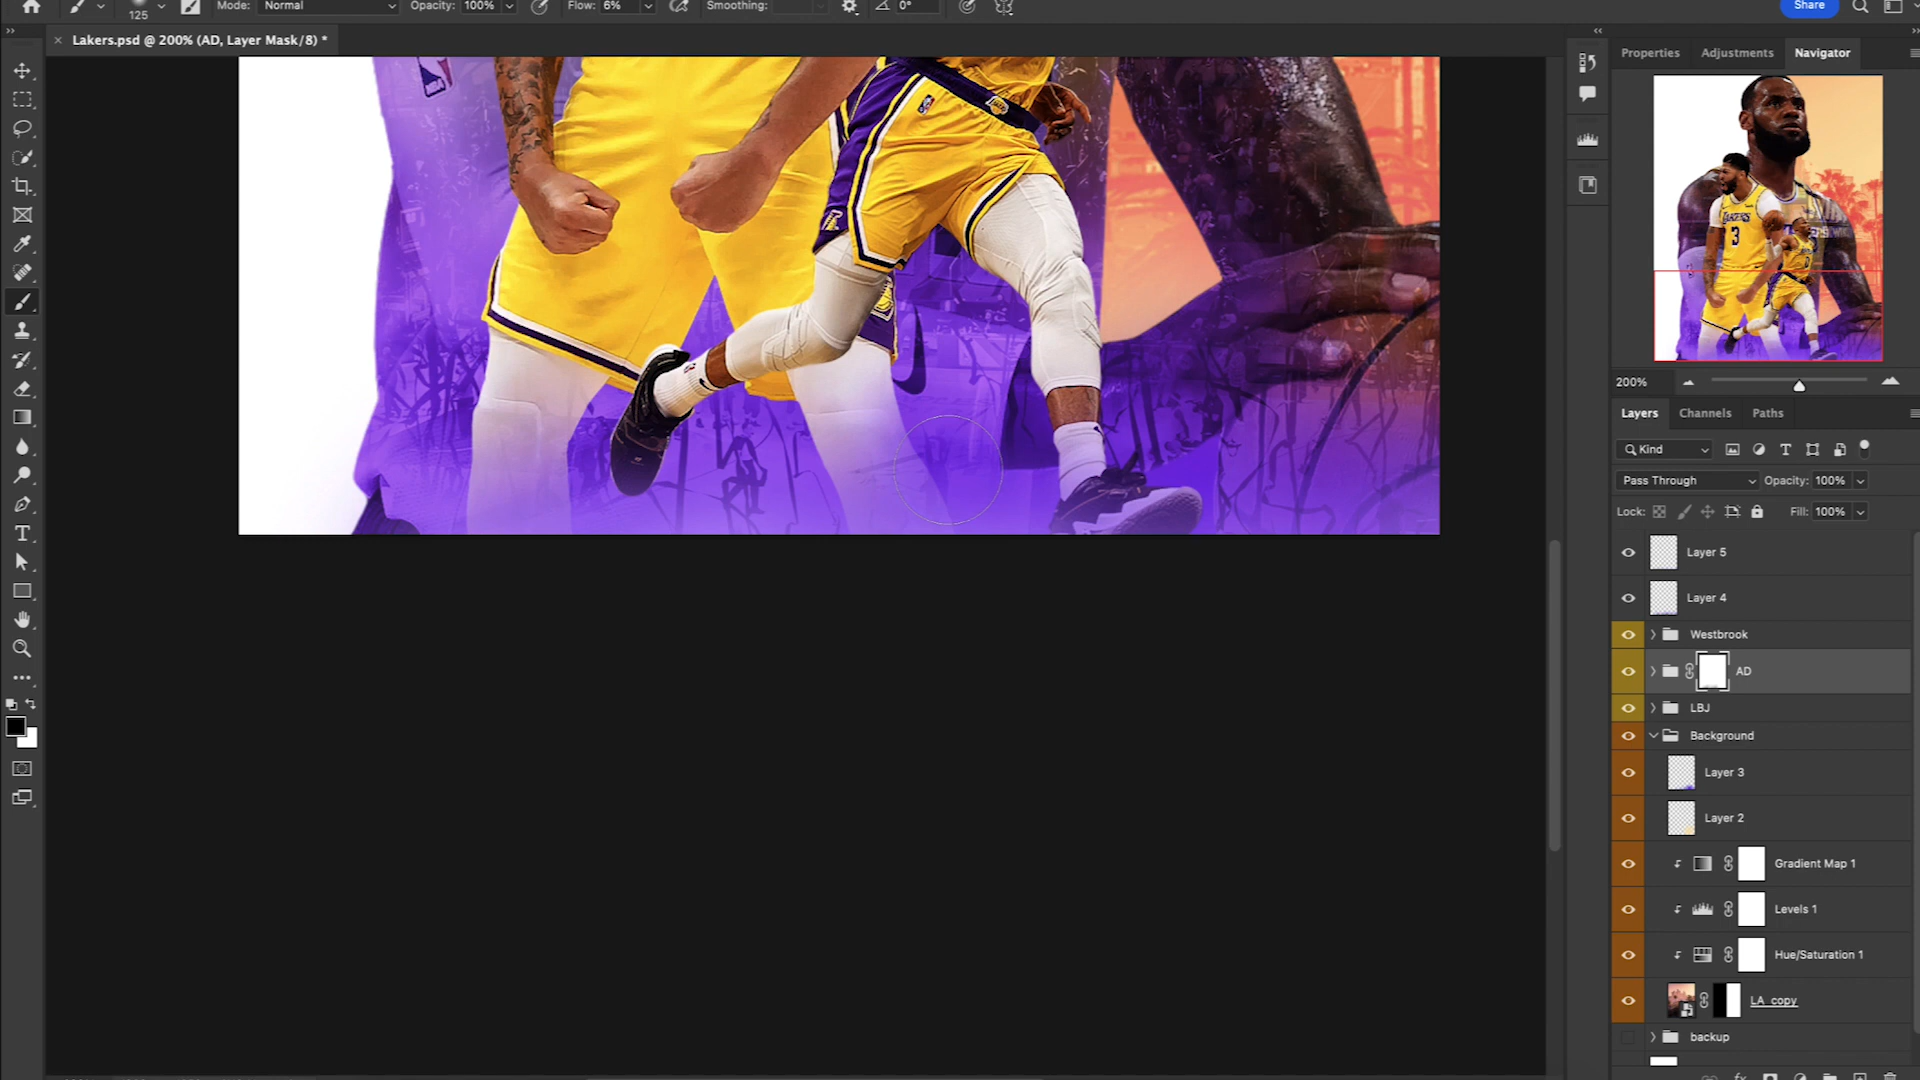 Mode: Normal Opacity: 100% Flow: 6% Smoothing: 0° Share
125
× Lakers.psd @ 200% (AD, Layer Mask/8) *
Properties Adjustments Navigator
LAKERS
3
200%
Layers Channels Paths
Kind
Pass Through Opacity: 100%
Lock: Fill: 100%
Layer 5
Layer 4
Westbrook
AD
LBJ
Background
Layer 3
Layer 2
Gradient Map 1
Levels 1
Hue/Saturation 1
LA copy
backup